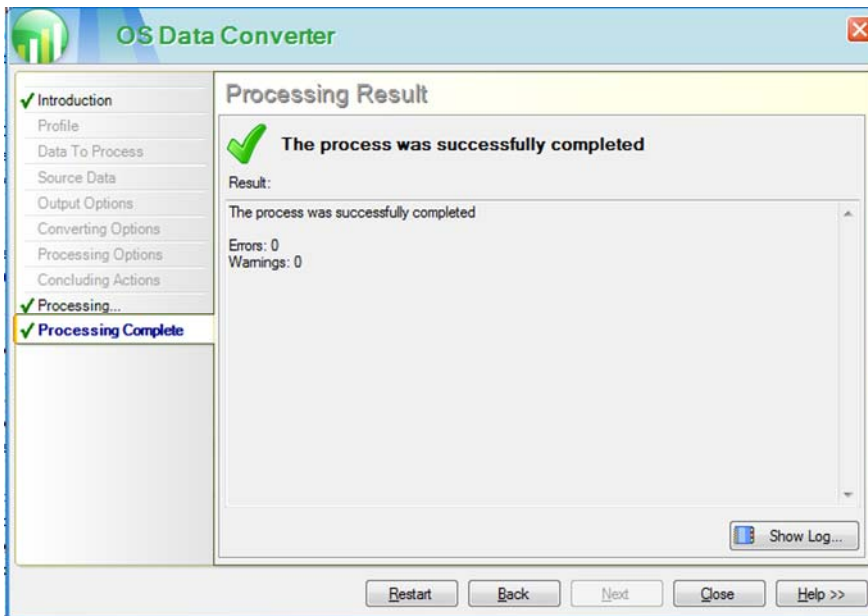 OS Data Converter
Introduction
Profile
Data To Process
Source Data
Output Options
Converting Options
Processing Options
Concluding Actions
Processing...
Processing Complete
Processing Result
The process was successfully completed
Result:
The process was successfully completed
Errors: 0
Warnings: 0
Show Log...
Restart
Back
Next
Close
Help >>